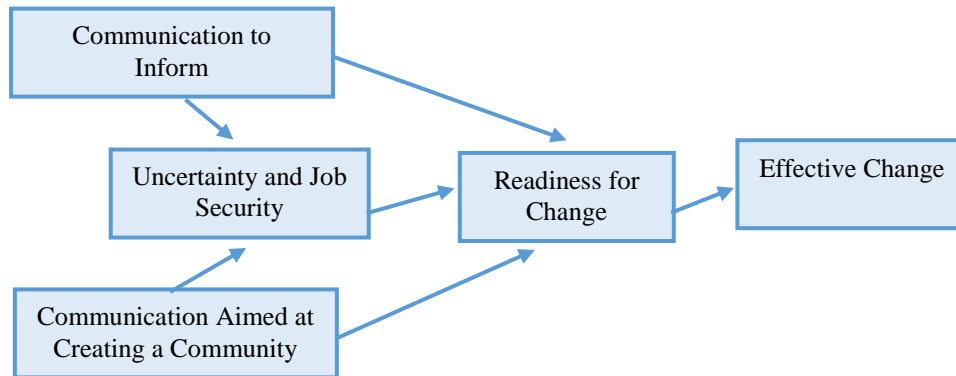 Communication to
Inform
Uncertainty and Job
Security
Readiness for
Change
Effective Change
Communication Aimed at
Creating a Community